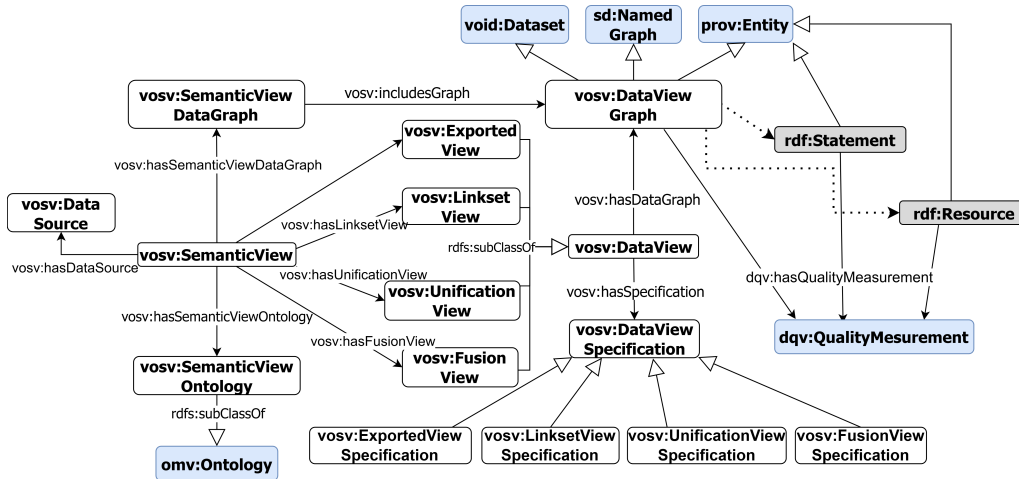 void:Dataset
sd:Named
Graph
prov:Entity
vosv:SemanticView
DataGraph
vosv:includesGraph
vosv:DataView
Graph
vosv:Exported
View
rdf:Statement
vosv:hasSemanticViewDataGraph
vosv:Data
Source
vosv:Linkset
View
vosv:hasLinksetView
vosv:hasDataGraph
rdf:Resource
vosv:SemanticView
rdfs:subClassOf
vosv:DataView
vosv:hasDataSource
vosv:hasUnificationView
dqv:hasQualityMeasurement
vosv:Unification
View
vosv:hasSpecification
vosv:hasSemanticViewOntology
vosv:hasFusionView
vosv:DataView
Specification
dqv:QualityMesurement
vosv:SemanticView
Ontology
vosv:Fusion
View
rdfs:subClassOf
vosv:ExportedView
Specification
vosv:LinksetView
Specification
vosv:UnificationView
Specification
vosv:FusionView
Specification
omv:Ontology